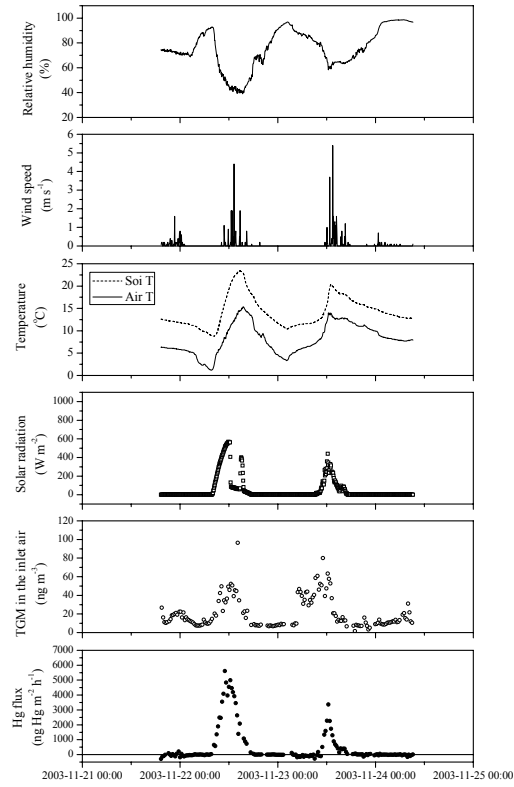 Relative humidity
(%)
100
80
60
40
20
Wind speed
(m s-1)
6
5
4
3
2
1
0
Temperature
(0C)
25
20
15
10
5
0
Soi T
Air T
Solar radiation
(W m-2)
1000
800
600
400
200
0
TGM in the inlet air
(ng m-3)
120
100
80
60
40
20
0
Hg flux
(ng Hg m-2 h-1)
7000
6000
5000
4000
3000
2000
1000
0
2003-11-21 00:00 2003-11-22 00:00 2003-11-23 00:00 2003-11-24 00:00 2003-11-25 00:00